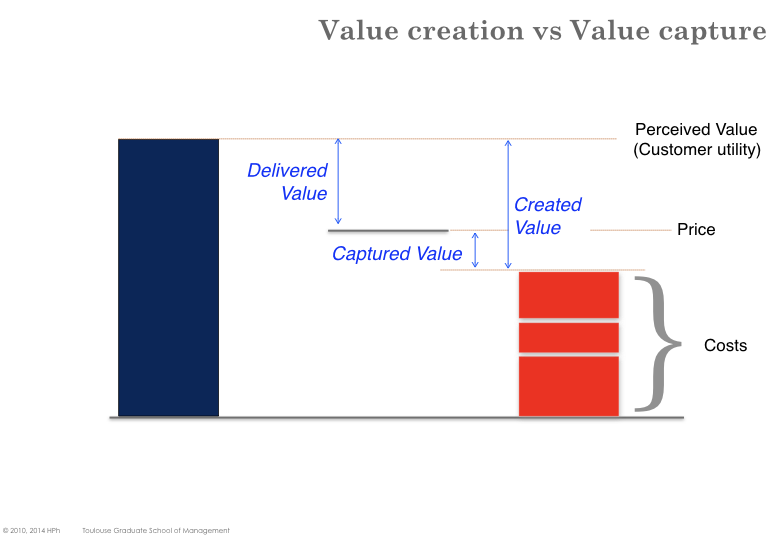 Value creation vs Value capture
Perceived Value
(Customer utility)
Delivered
Value
Created
Value
Price
Captured Value
Costs
© 2010, 2014 HPh Toulouse Graduate School of Management